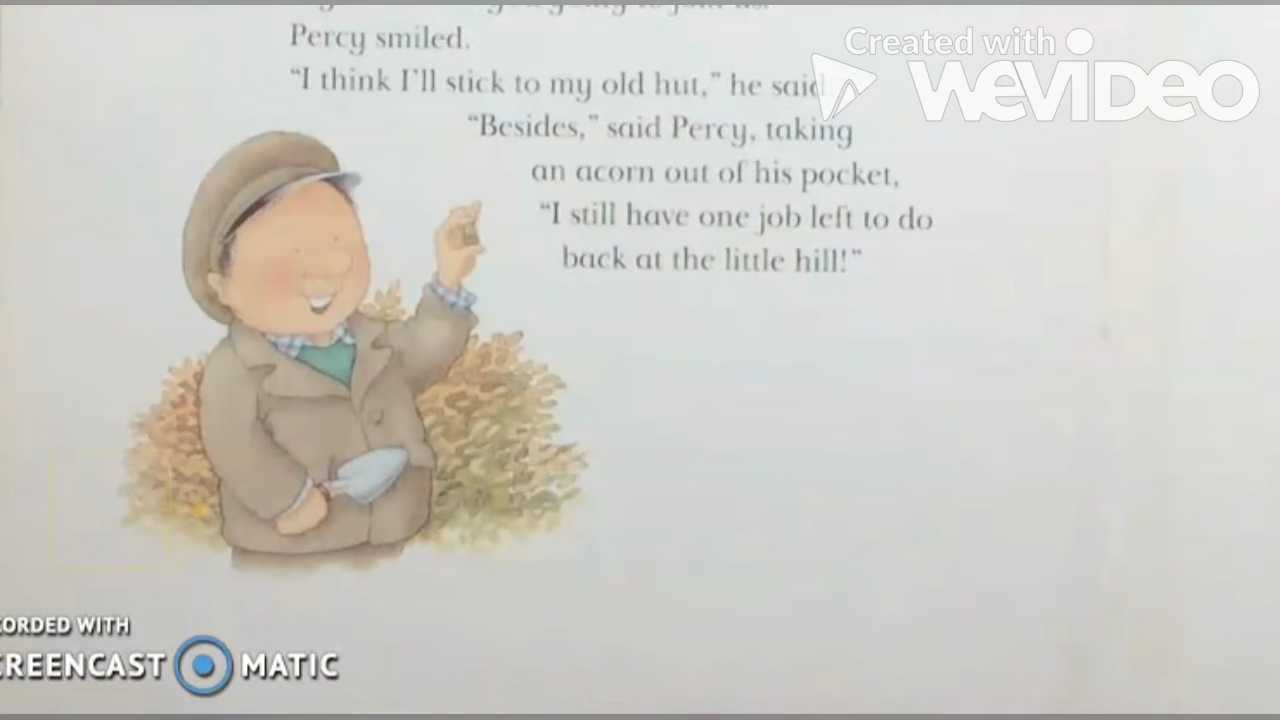 Percy smiled.
“I think I’ll stick to my old hut,” he said
“Besides,” said Percy, taking
an acorn out of his pocket,
“I still have one job left to do
back at the little hill!”
Created with
WEVIDEO
CORDED WITH
CREENCAST MATIC